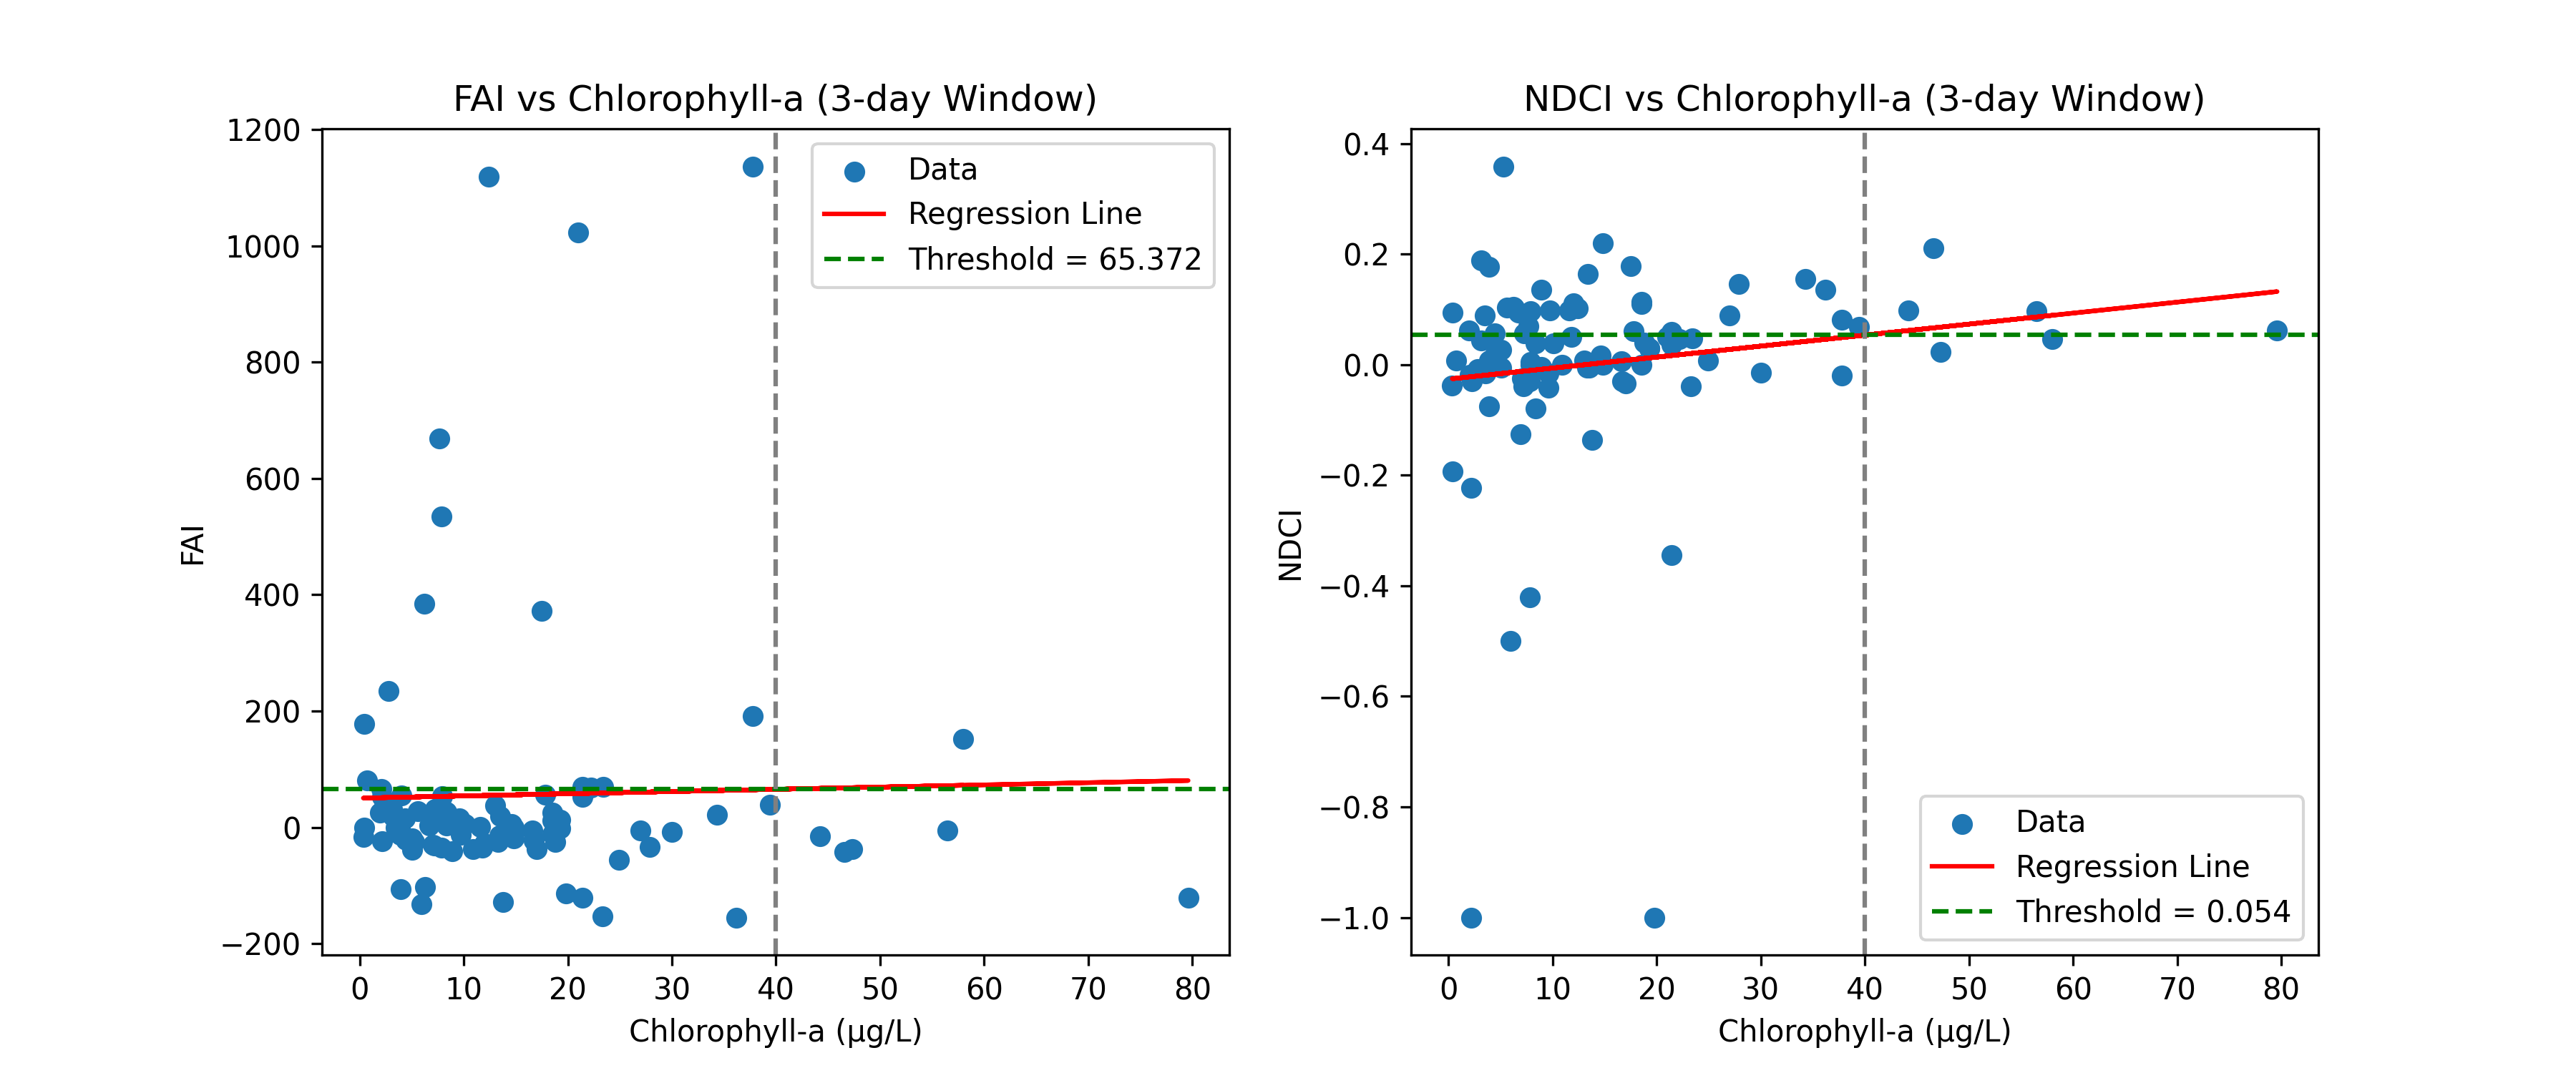 FAI vs Chlorophyll-a (3-day Window)
1200
1000
800
600
400
200
0
−200
FAI
Data
Regression Line
Threshold = 65.372
0 10 20 30 40 50 60 70 80
Chlorophyll-a (µg/L)
NDCI vs Chlorophyll-a (3-day Window)
0.4
0.2
0.0
−0.2
−0.4
−0.6
−0.8
−1.0
NDCI
Data
Regression Line
Threshold = 0.054
0 10 20 30 40 50 60 70 80
Chlorophyll-a (µg/L)